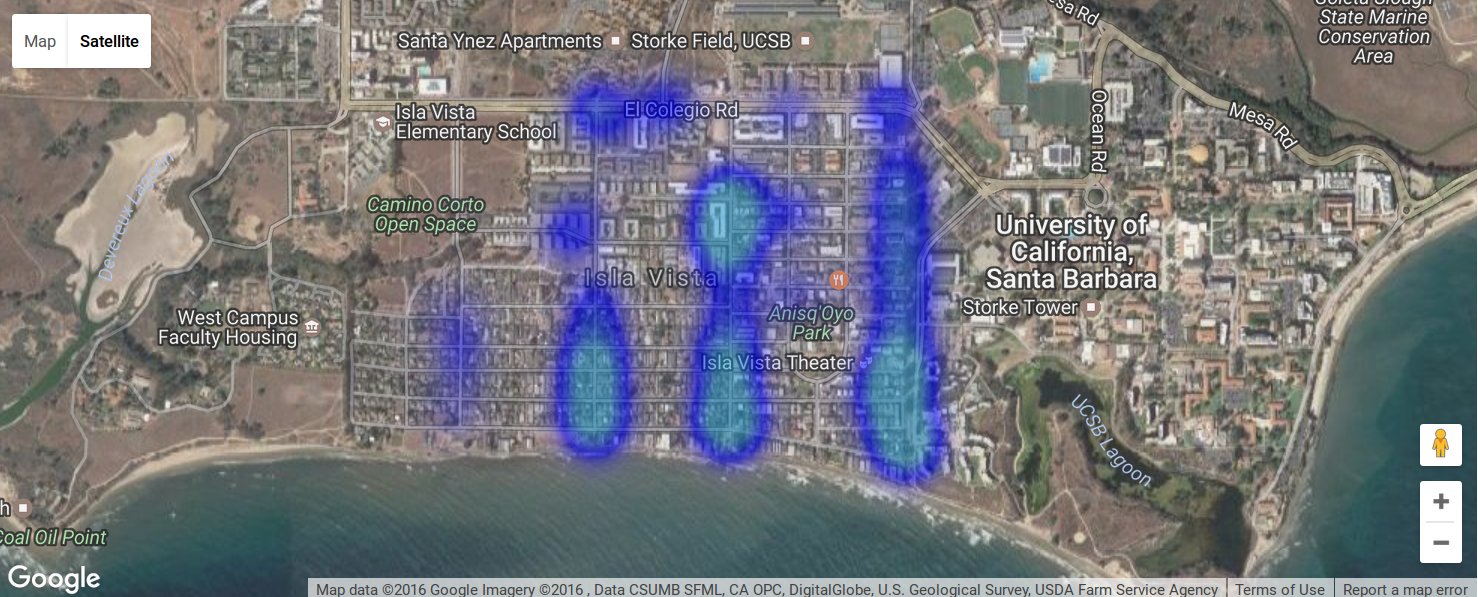 Map
Satellite
Santa Ynez Apartments
Storke Field, UCSB
Mesa Rd
State Marine
Conservation
Area
El Colegio Rd
Isla Vista
Elementary School
Ocean Rd
Mesa Rd
Devereux Lagoon
Camino Corto
Open Space
University of
California,
Santa Barbara
Isla Vista
Storke Tower
West Campus
Faculty Housing
Anisq'Oyo
Park
Isla Vista Theater
UCSB Lagoon
h
Coal Oil Point
Google
Map data ©2016 Google Imagery ©2016 , Data CSUMB SFML, CA OPC, DigitalGlobe, U.S. Geological Survey, USDA Farm Service Agency
Terms of Use
Report a map error